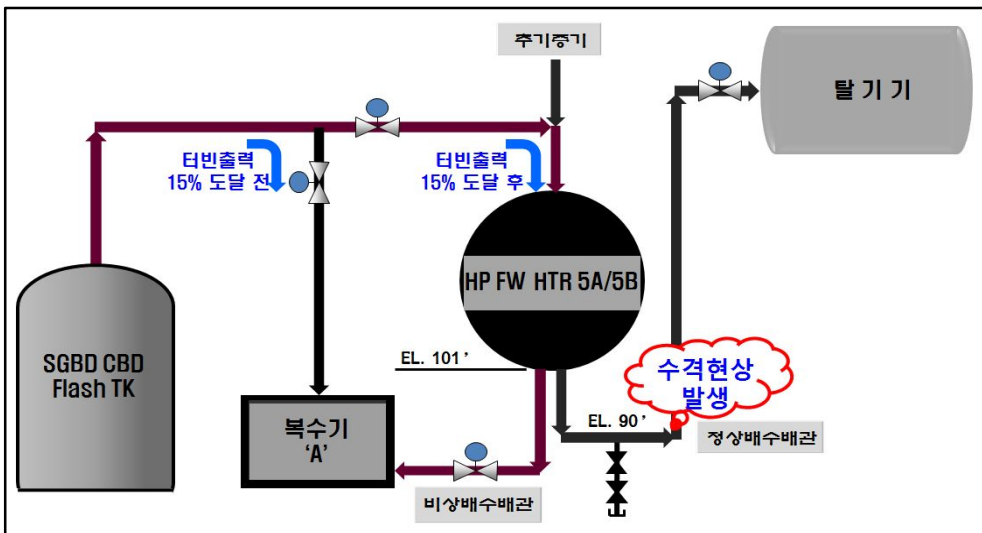 추기증기
탈 기 기
터빈출력
15% 도달 전
터빈출력
15% 도달 후
HP FW HTR 5A/5B
SGBD CBD
Flash TK
EL. 101’
수격현상
발생
복수기
‘A’
EL. 90’
정상배수배관
비상배수배관